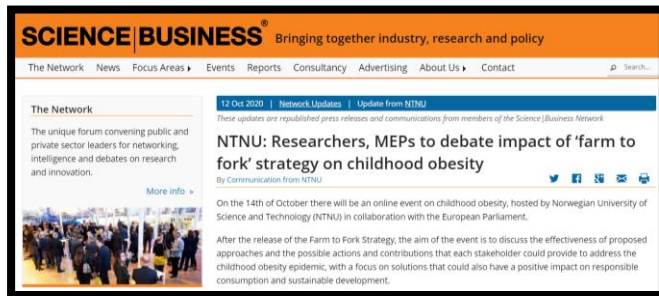 SCIENCE|BUSINESS® Bringing together industry, research and policy
The Network News Focus Areas ▸ Events Reports Consultancy Advertising About Us ▸ Contact Search...
The Network
The unique forum convening public and
private sector leaders for networking,
intelligence and debates on research
and innovation.
More info »
12 Oct 2020 | Network Updates | Update from NTNU
These updates are republished press releases and communications from members of the Science|Business Network
NTNU: Researchers, MEPs to debate impact of ‘farm to
fork’ strategy on childhood obesity
By Communication from NTNU
On the 14th of October there will be an online event on childhood obesity, hosted by Norwegian University of
Science and Technology (NTNU) in collaboration with the European Parliament.
After the release of the Farm to Fork Strategy, the aim of the event is to discuss the effectiveness of proposed
approaches and the possible actions and contributions that each stakeholder could provide to address the
childhood obesity epidemic, with a focus on solutions that could also have a positive impact on responsible
consumption and sustainable development.